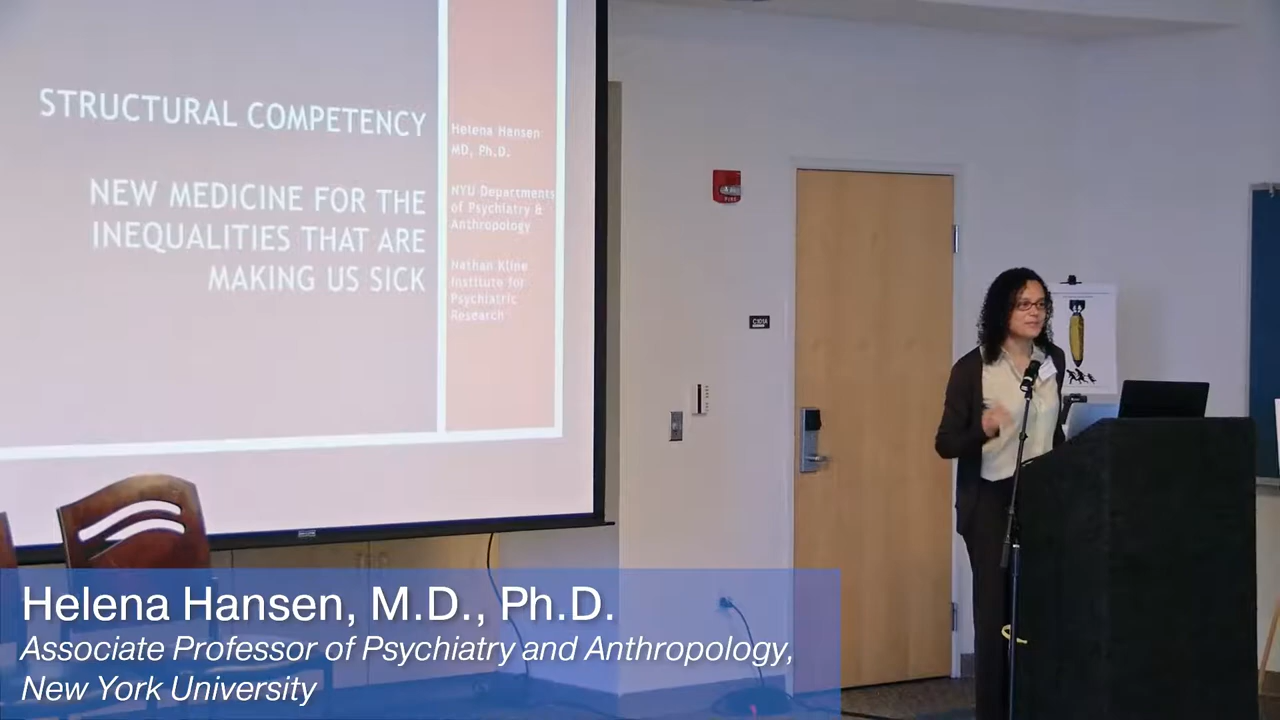 STRUCTURAL COMPETENCY
NEW MEDICINE FOR THE
INEQUALITIES THAT ARE
MAKING US SICK
Helena Hansen
MD, Ph.D.
NYU Departments
of Psychiatry &
Anthropology
Nathan Kline
Institute for
Psychiatric
Research
FIRE
C101A
Helena Hansen, M.D., Ph.D.
Associate Professor of Psychiatry and Anthropology,
New York University